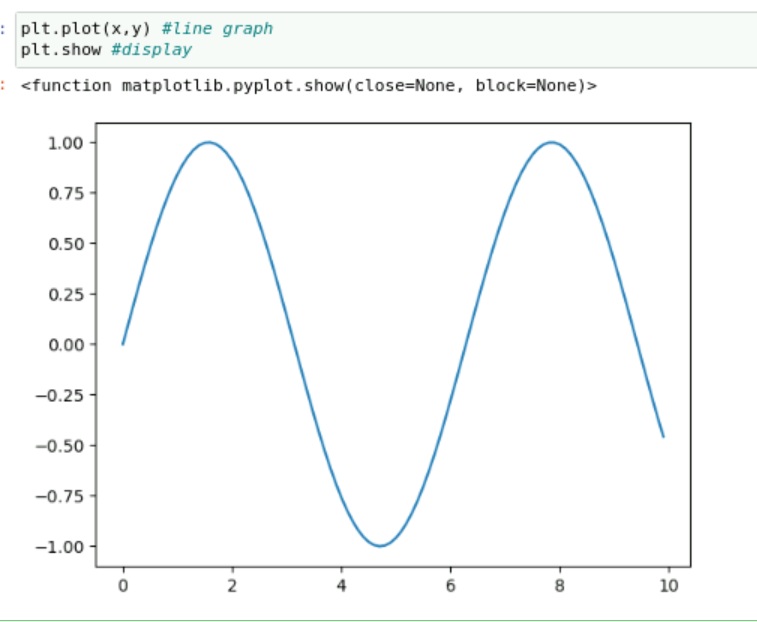 : plt.plot(x,y) #line graph
plt.show #display
: <function matplotlib.pyplot.show(close=None, block=None)>
1.00
0.75
0.50
0.25
0.00
−0.25
−0.50
−0.75
−1.00
0 2 4 6 8 10